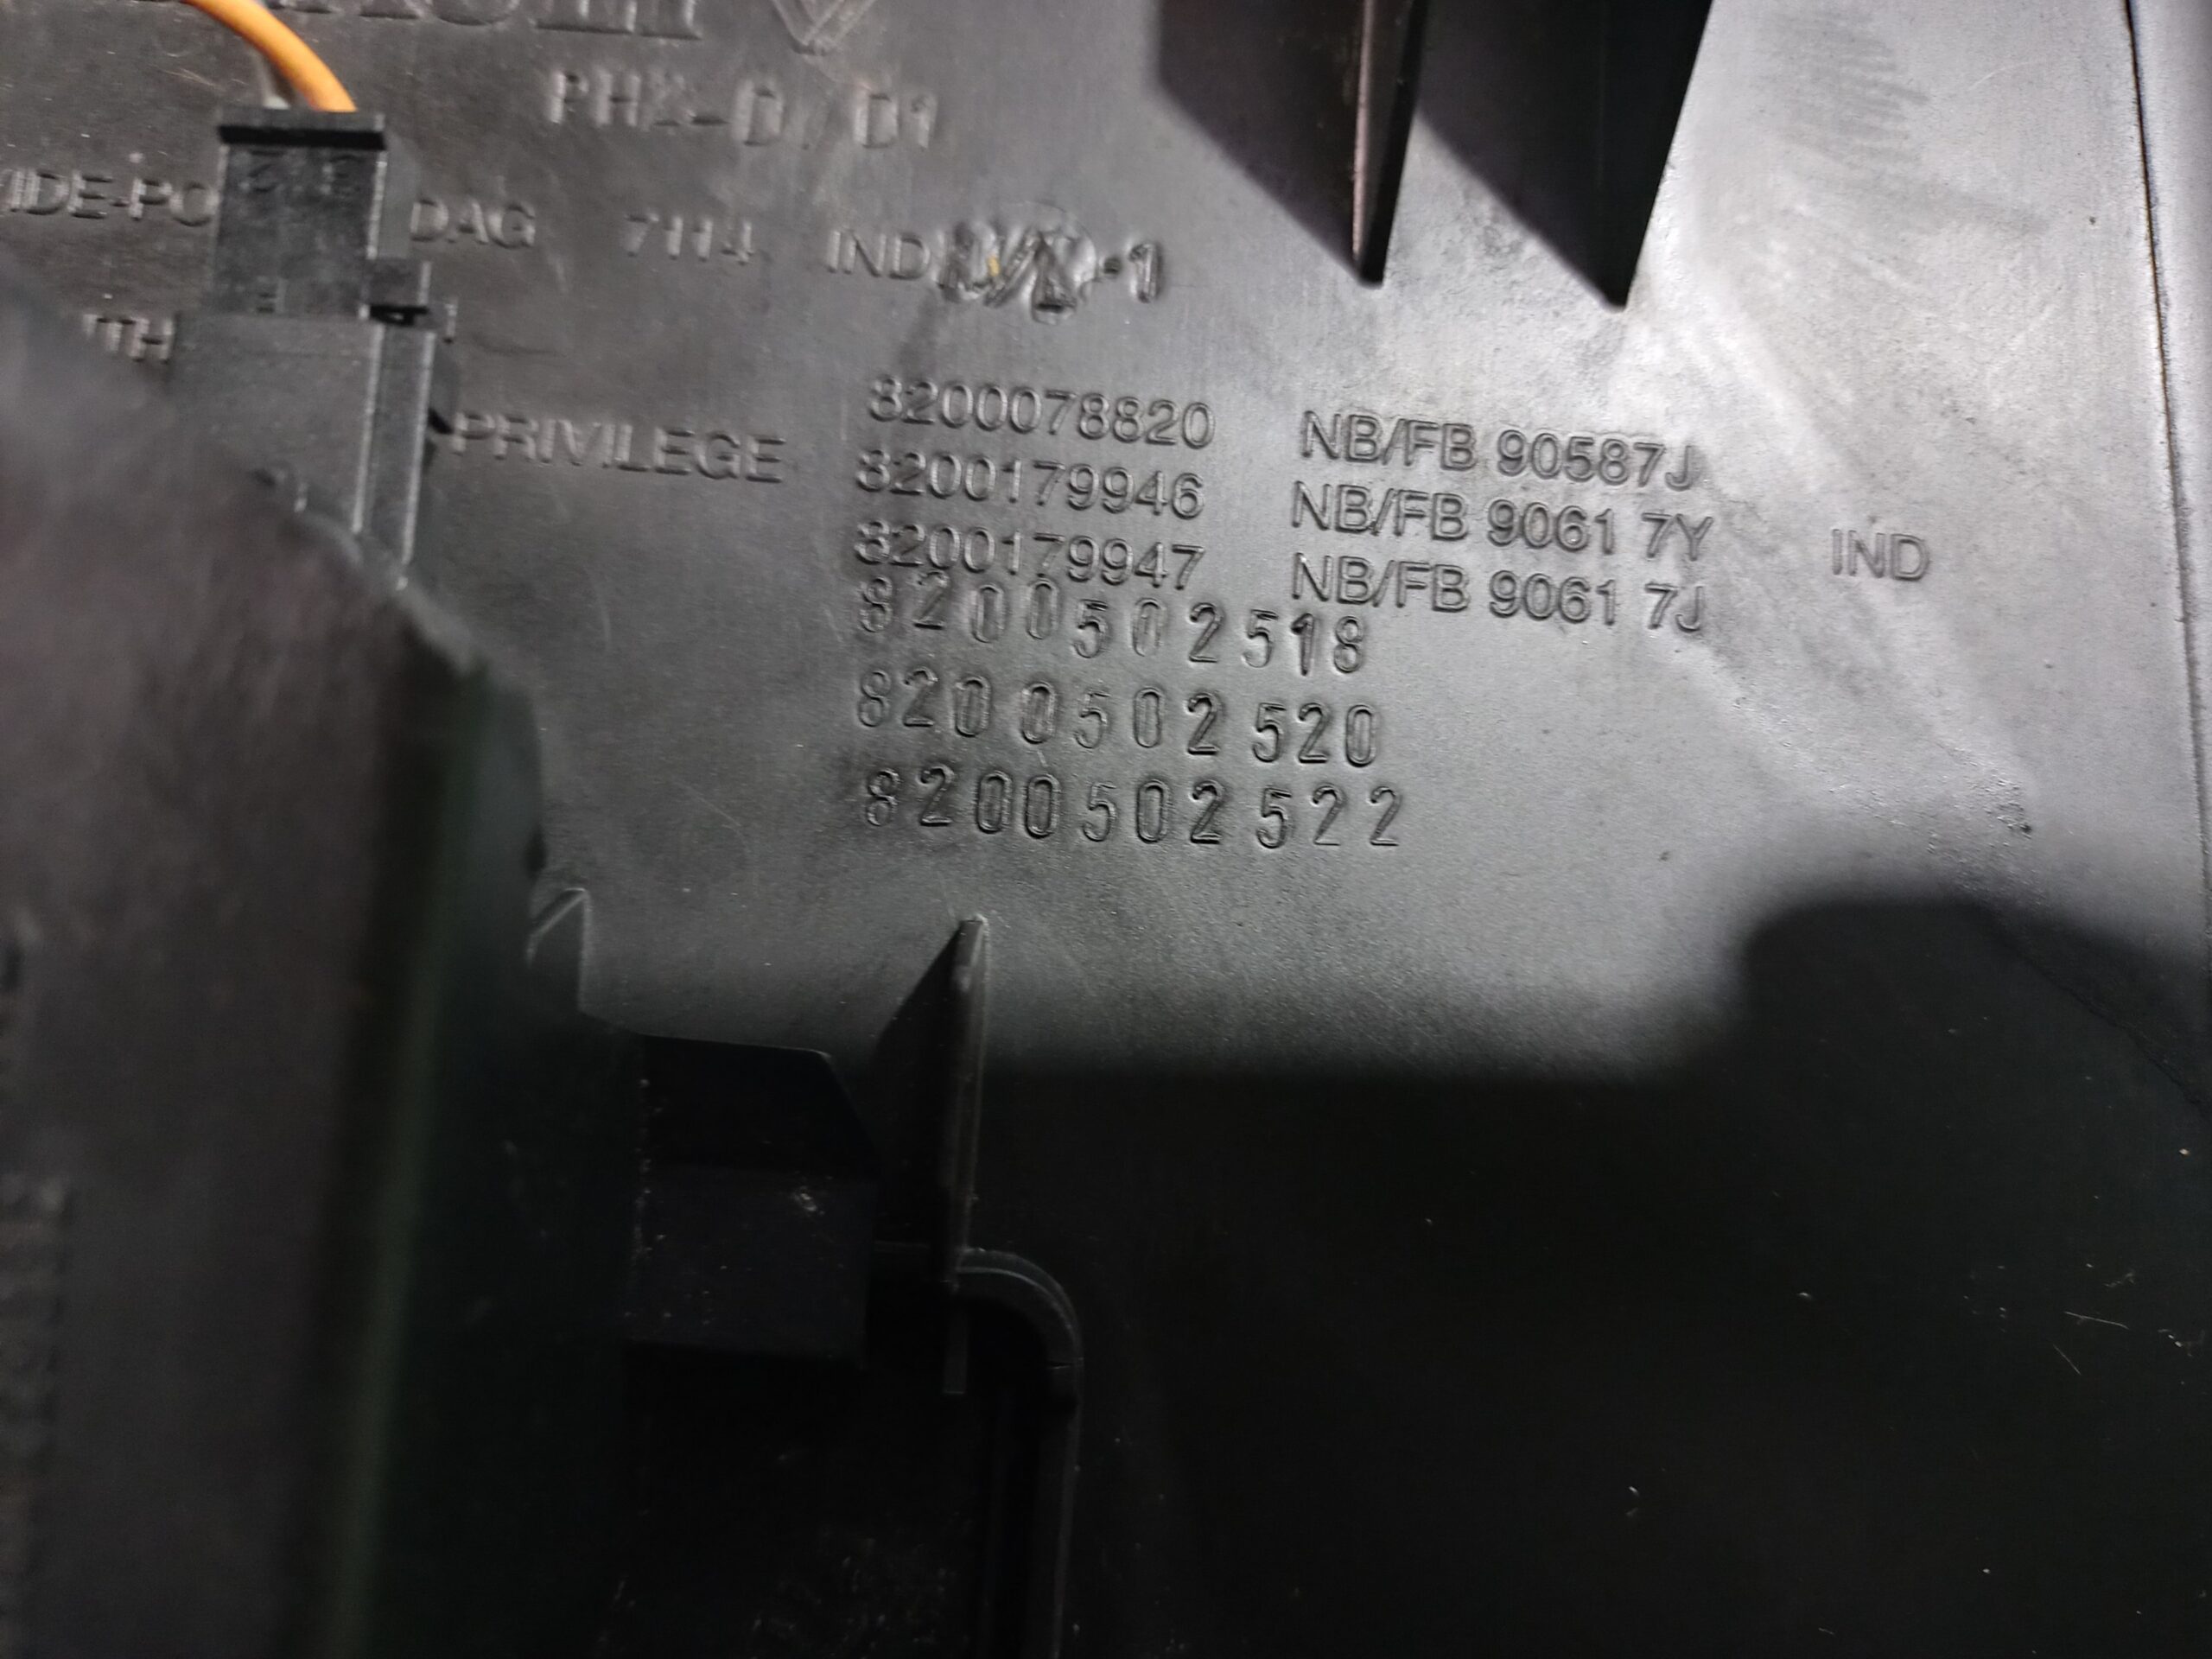 PH2-D/D1
DAG 7114 IND -1
PRIVILEGE 8200078820 NB/FB 90587J
8200179946 NB/FB 9061 7Y IND
8200179947 NB/FB 9061 7J
8200502518
8200502520
8200502522